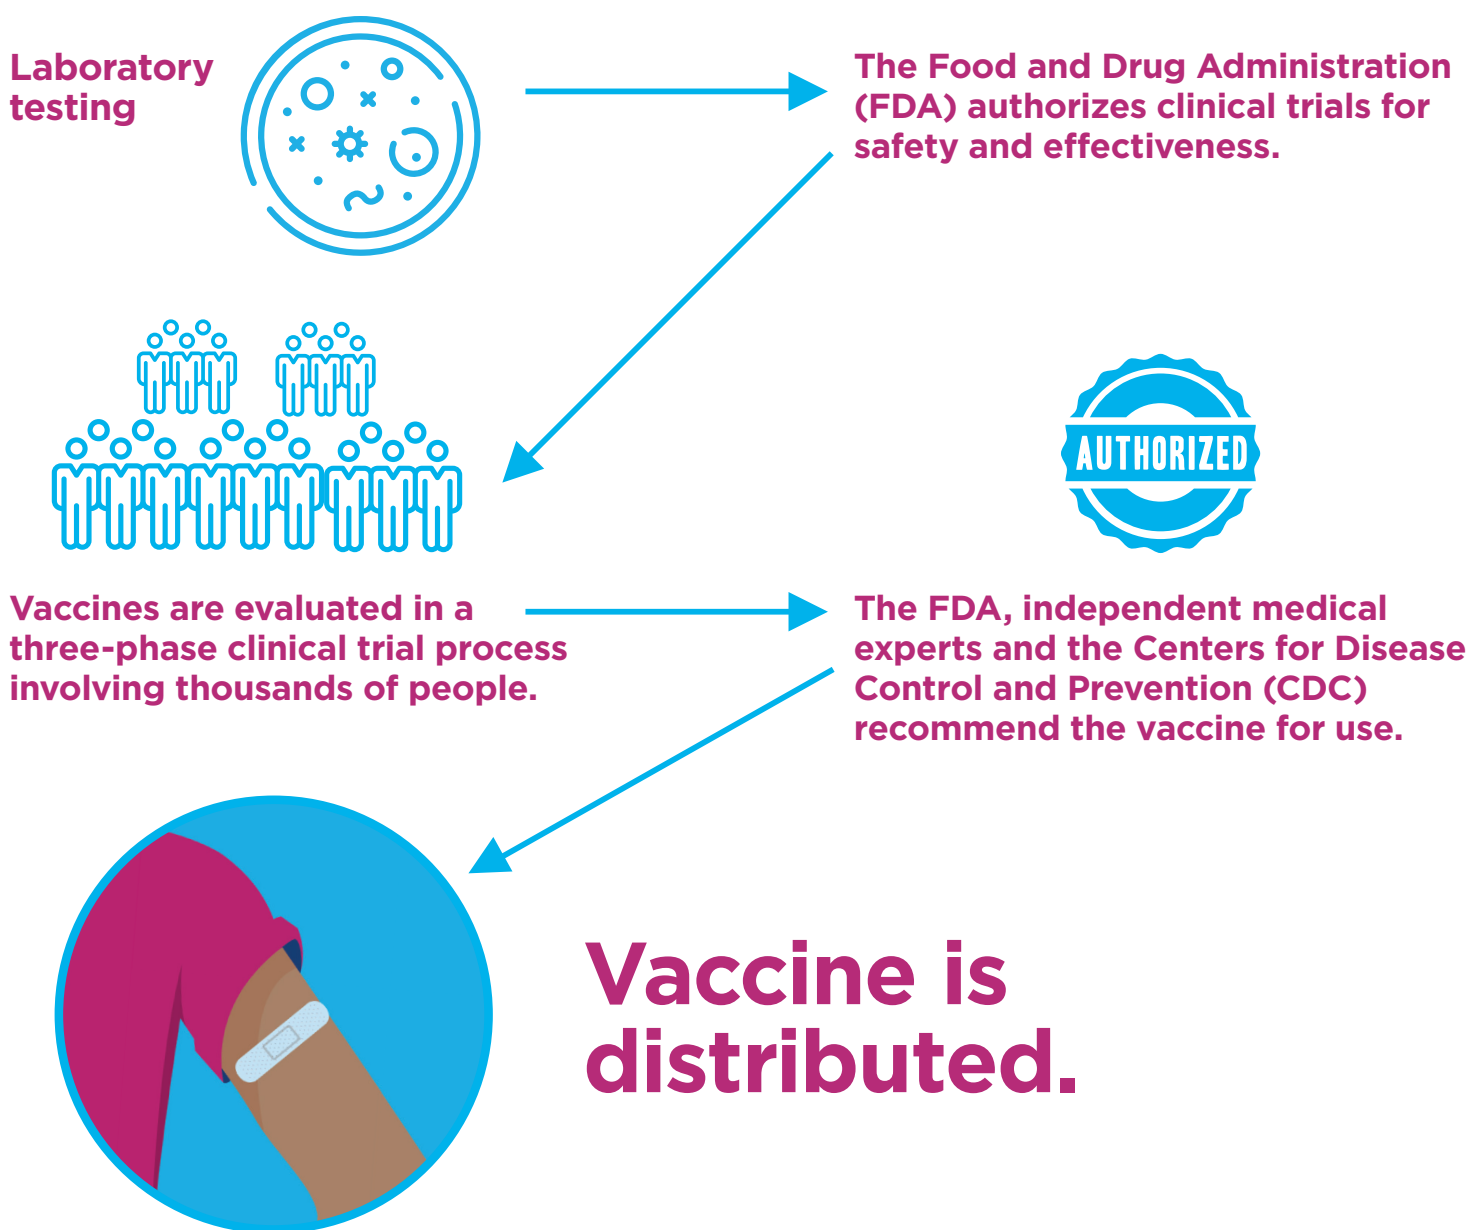 Laboratory
testing
The Food and Drug Administration
(FDA) authorizes clinical trials for
safety and effectiveness.
AUTHORIZED
Vaccines are evaluated in a
three-phase clinical trial process
involving thousands of people.
The FDA, independent medical
experts and the Centers for Disease
Control and Prevention (CDC)
recommend the vaccine for use.
Vaccine is
distributed.